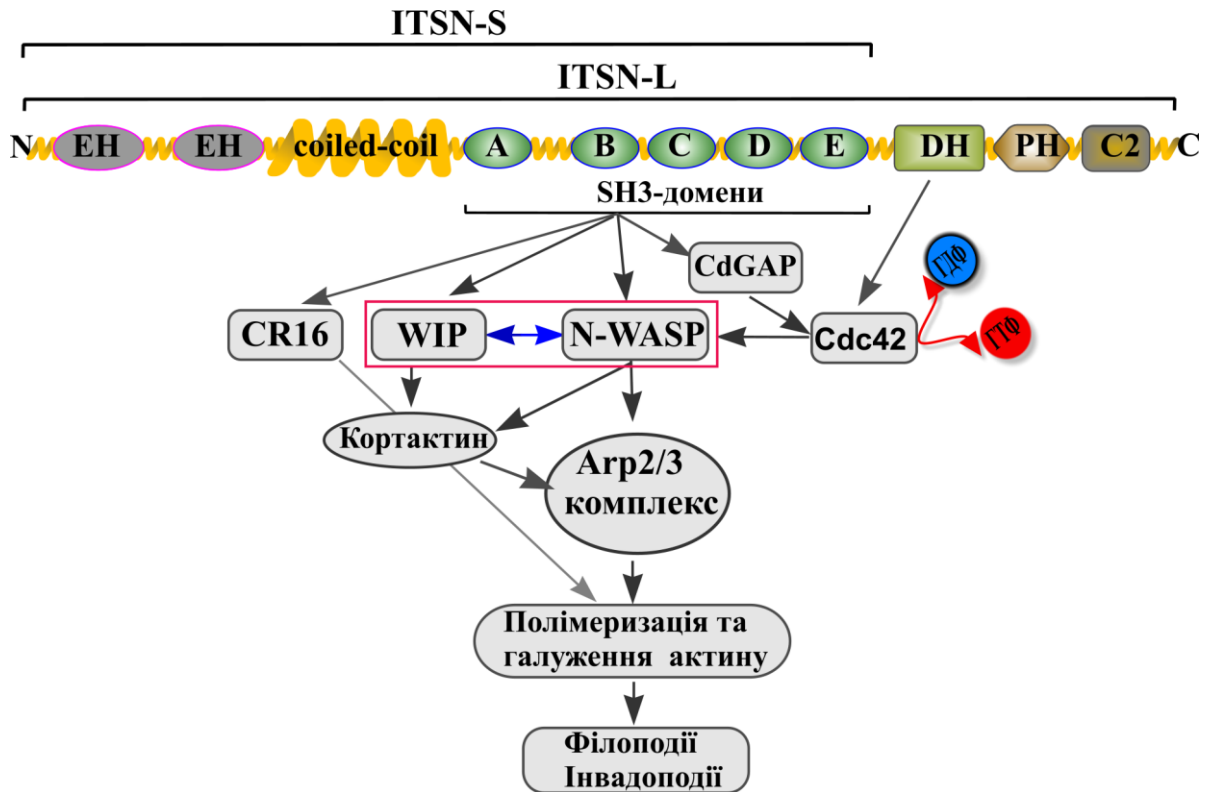 ITSN-S
ITSN-L
N EH EH coiled-coil A B C D E DH PH C2 C
SH3-домени
CdGAP
ГДФ
CR16 WIP N-WASP Cdc42 ГТФ
Кортактин
Arp2/3
комплекс
Полімеризація та
галуження актину
Філоподії
Інвадоподії